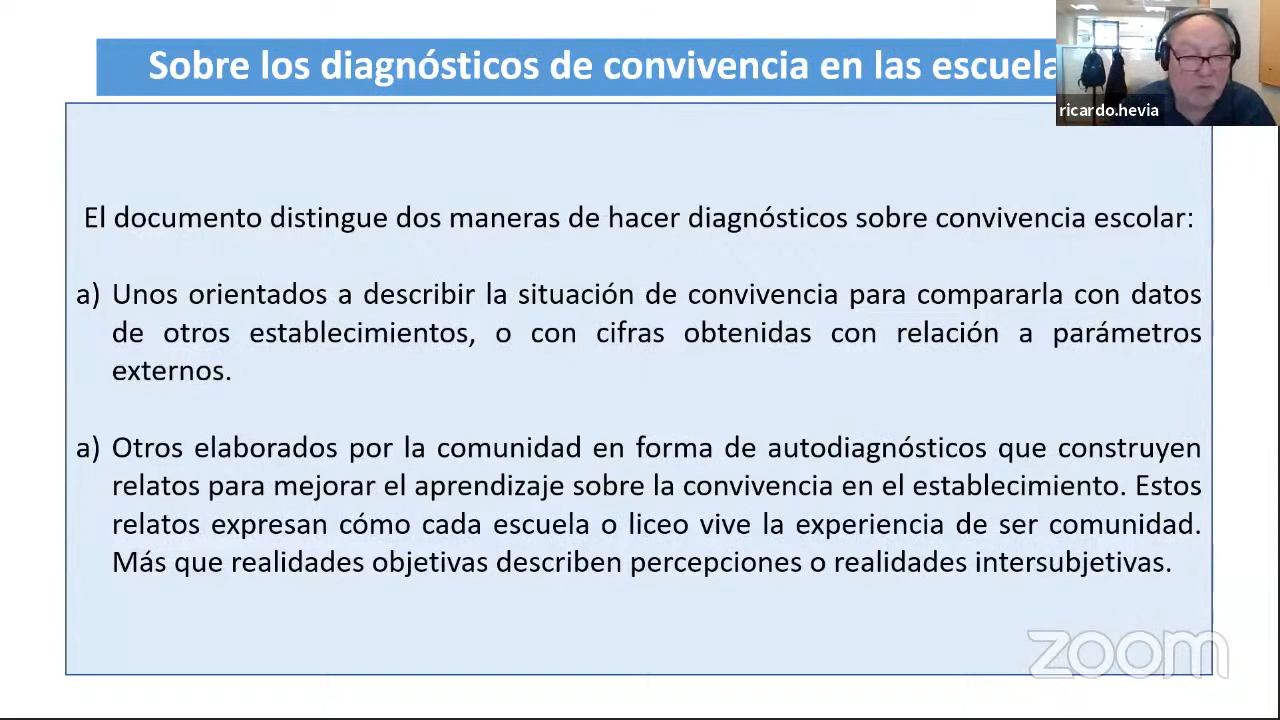 Sobre los diagnósticos de convivencia en las escuela
ricardo.hevia
El documento distingue dos maneras de hacer diagnósticos sobre convivencia escolar:
a) Unos orientados a describir la situación de convivencia para compararla con datos
de otros establecimientos, o con cifras obtenidas con relación a parámetros
externos.
a) Otros elaborados por la comunidad en forma de autodiagnósticos que construyen
relatos para mejorar el aprendizaje sobre la convivencia en el establecimiento. Estos
relatos expresan cómo cada escuela o liceo vive la experiencia de ser comunidad.
Más que realidades objetivas describen percepciones o realidades intersubjetivas.
zoom